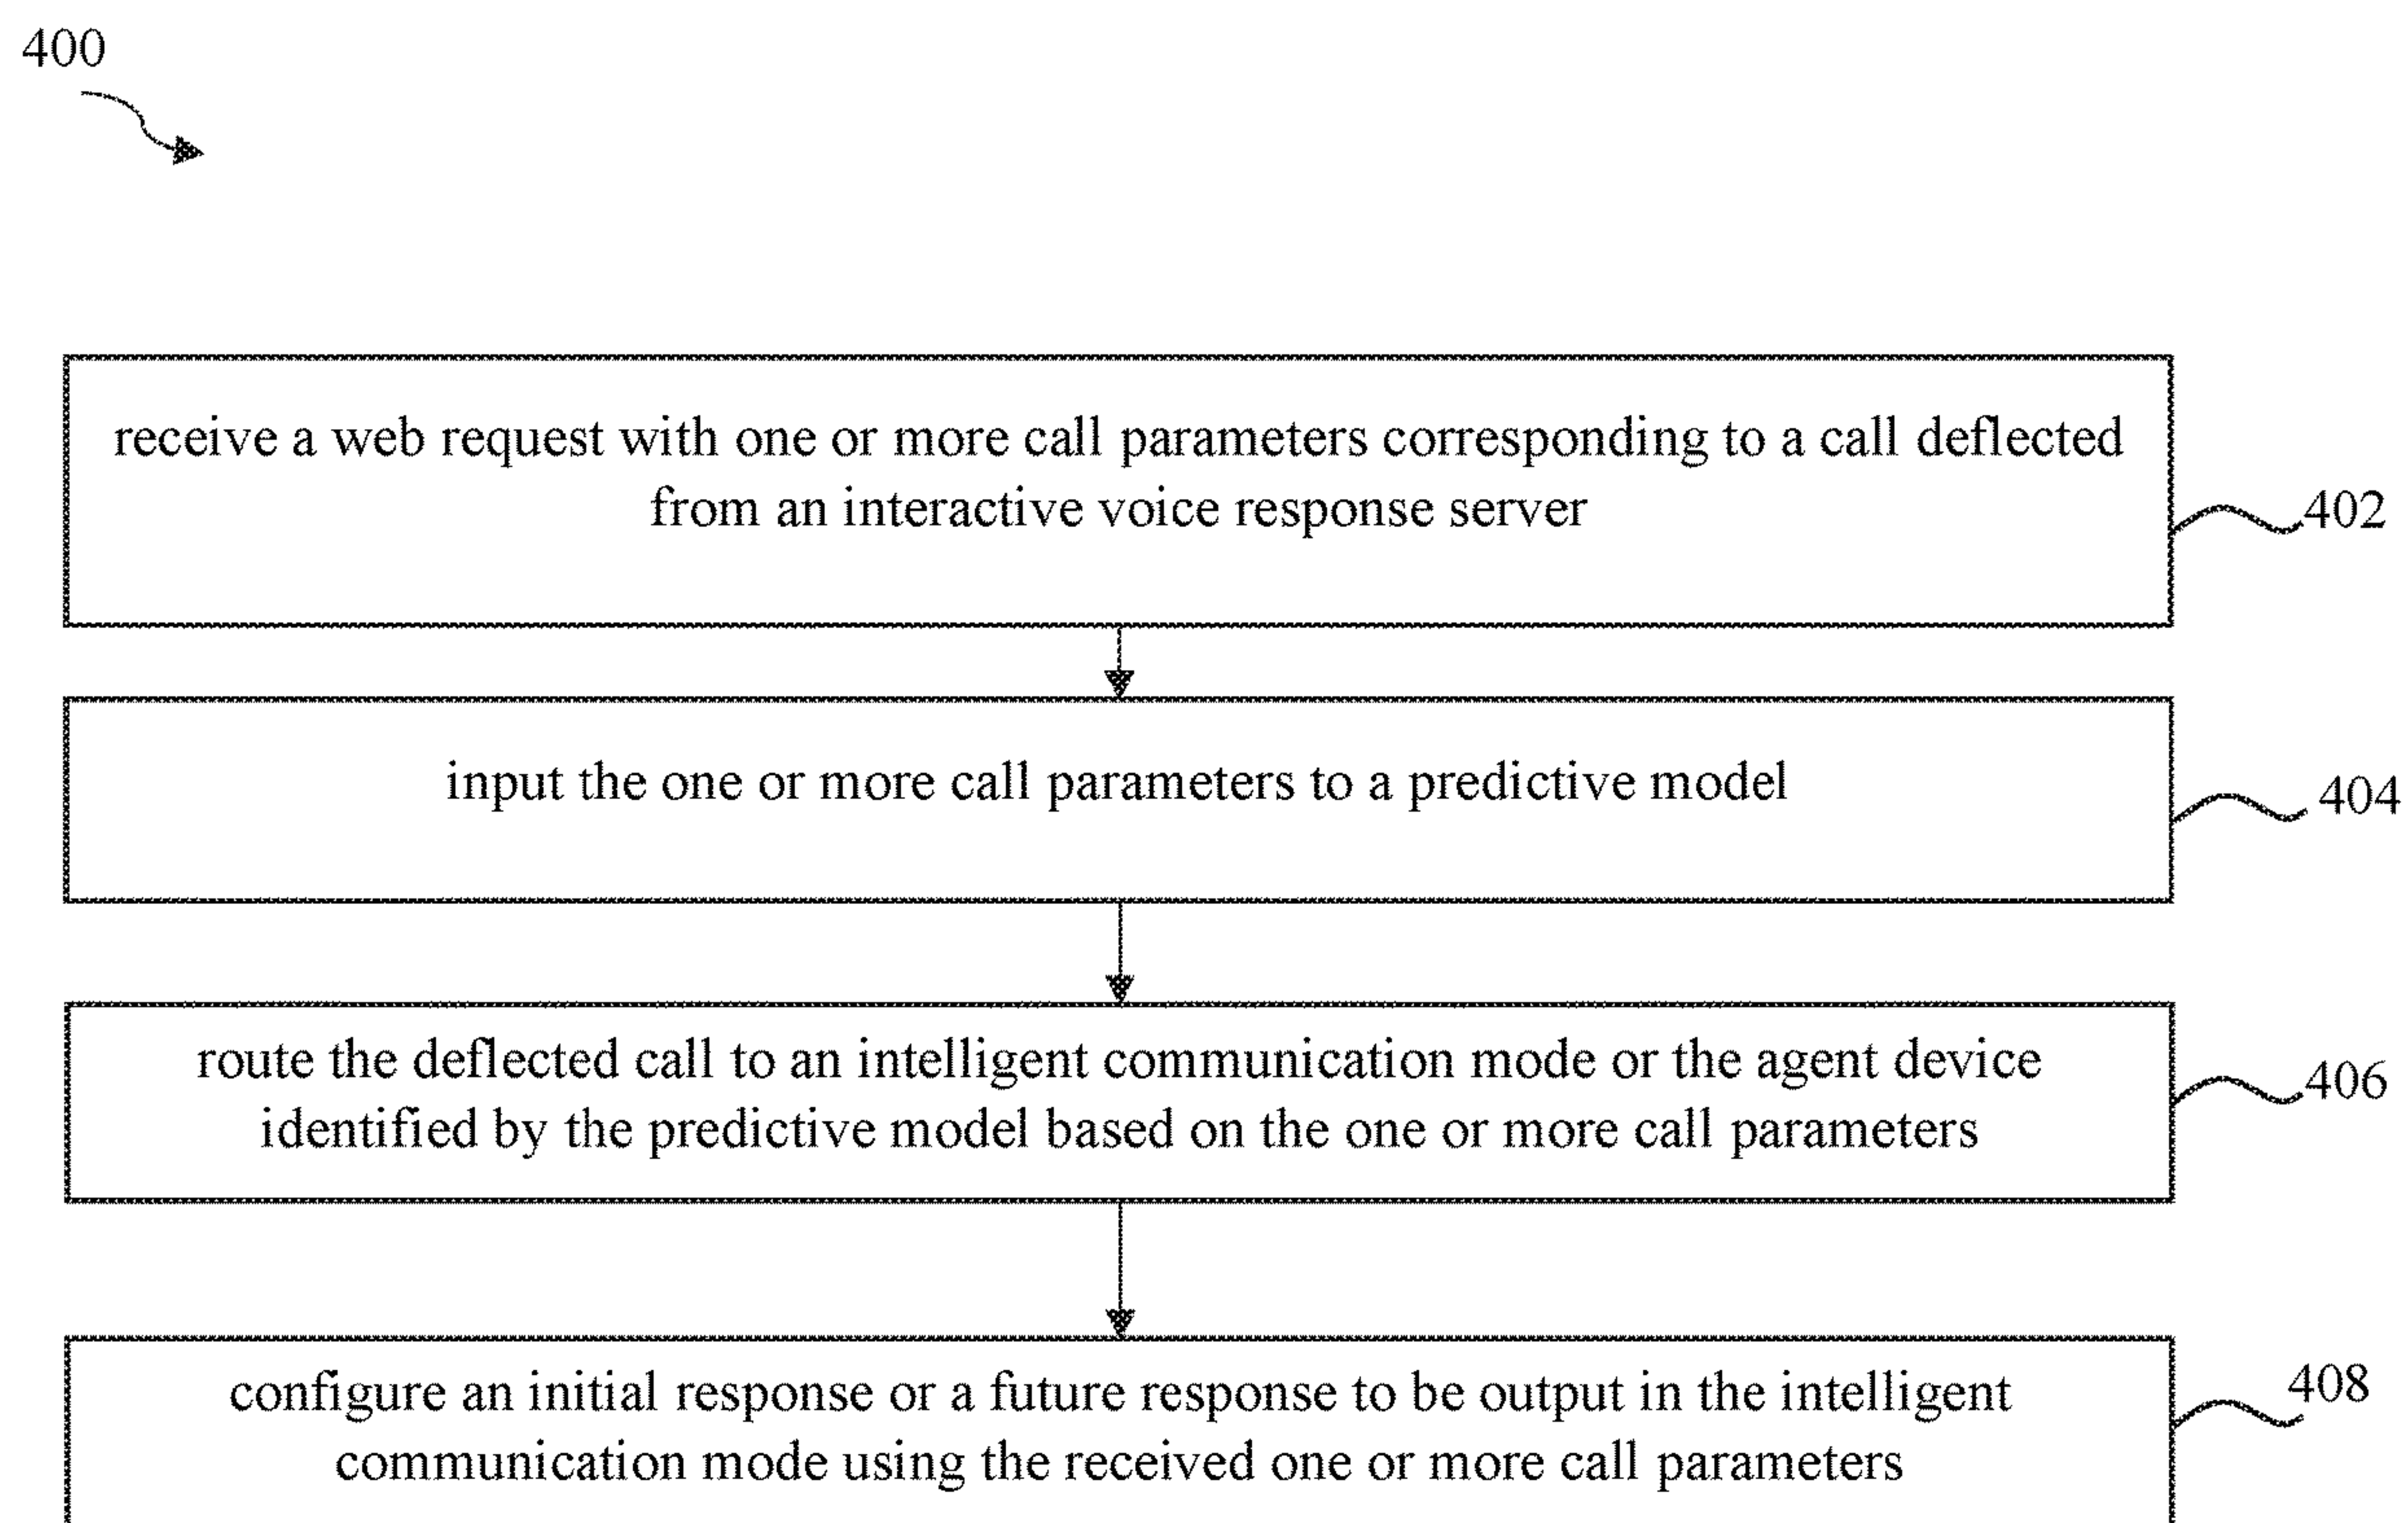 400
receive a web request with one or more call parameters corresponding to a call deflected
from an interactive voice response server
402
input the one or more call parameters to a predictive model
404
route the deflected call to an intelligent communication mode or the agent device
identified by the predictive model based on the one or more call parameters
406
configure an initial response or a future response to be output in the intelligent
communication mode using the received one or more call parameters
408